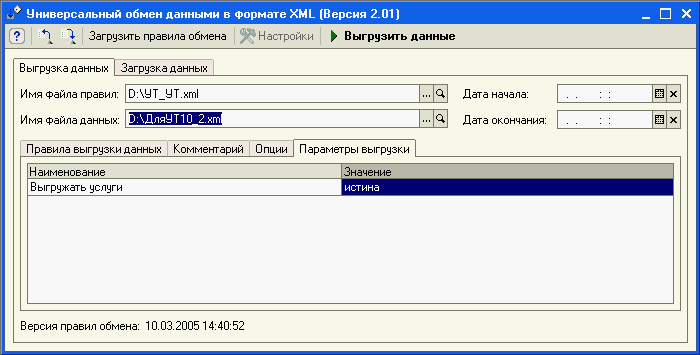 Универсальный обмен данными в формате XML (Версия 2.01)
Загрузить правила обмена Настройки Выгрузить данные
Выгрузка данных Загрузка данных
Имя файла правил: D:\УТ_УТ.xml ... Дата начала: . . : :
Имя файла данных: D:\ДляУТ10_2.xml ... Дата окончания: . . : :
Правила выгрузки данных Комментарий Опции Параметры выгрузки
Наименование Значение
Выгружать услуги истина
Версия правил обмена: 10.03.2005 14:40:52